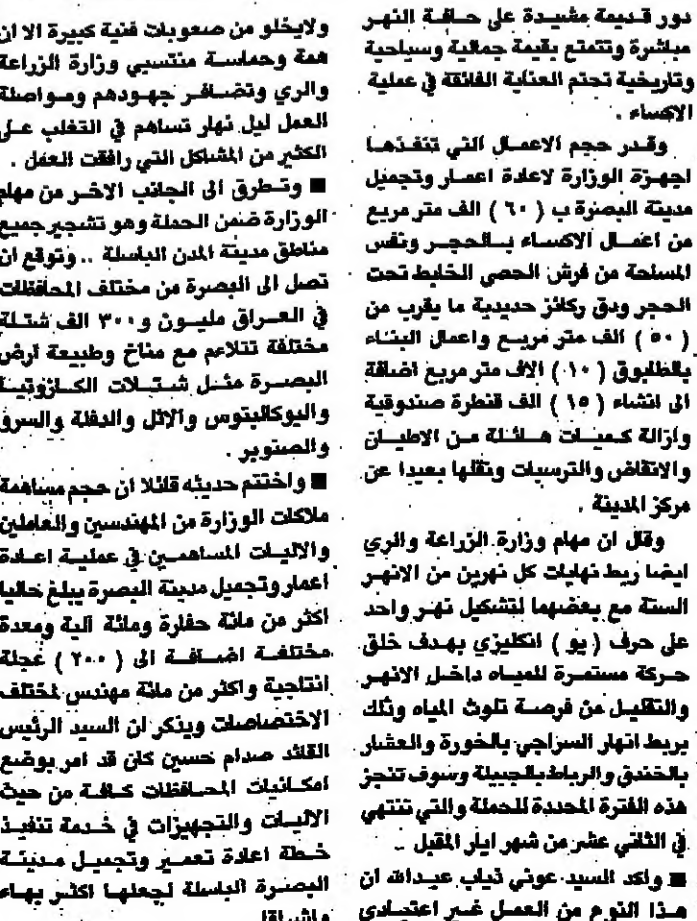 دور قديمة مشيدة على حافة النهر
مباشرة وتتمتع بقيمة جمالية وسياحية
وتاريخية تحتم العناية الفائقة في عملية
الاكساء .
وقدر حجم الاعمال التي تنفذها
اجهزة الوزارة لاعادة اعمار وتجميل
مدينة البصرة ب ( ٦٠ ) الف متر مربع
من اعمال الاكساء بالحجر ونفس
المساحة من فرش الحصى الخابط تحت
الحجر ودق ركائز حديدية ما يقرب من
( ٥٠ ) الف متر مربع واعمال البناء
بالطابوق ( ١٠ ) الاف متر مربع اضافة
الى انشاء ( ١٥ ) الف قنطرة صندوقية
وازالة كميات هائلة من الاطيان
والانقاض والترسبات ونقلها بعيدا عن
مركز المدينة .
وقال ان مهام وزارة الزراعة والري
ايضا ربط نهايات كل نهرين من الانهر
الستة مع بعضهما لتشكيل نهر واحد
على حرف ( يو ) انكليزي بهدف خلق
حركة مستمرة للمياه داخل الانهر
والتقليل من فرصة تلوث المياه وذلك
بربط انهار السراجي بالخورة والعشار
بالخندق والرباط بالجبيلة وسوف تنجز
هذه الفترة المحددة للحملة والتي تنتهي
في الثاني عشر من شهر ايار المقبل ..
■ واكد السيد عوني ذياب عبدالله ان
هذا النوع من العمل غير اعتيادي
ولايخلو من صعوبات فنية كبيرة الا ان
همة وحماسة منتسبي وزارة الزراعة
والري وتضافر جهودهم ومواصلة
العمل ليل نهار تساهم في التغلب على
الكثير من المشاكل التي رافقت العمل .
■ وتطرق الى الجانب الاخر من مهام
الوزارة ضمن الحملة وهو تشجير جميع
مناطق مدينة المدن الباسلة .. وتوقع ان
تصل الى البصرة من مختلف المحافظات
في العراق مليون و٣٠٠ الف شتلة
مختلفة تتلاءم مع مناخ وطبيعة ارض
البصرة مثل شتلات الكازوتينا
واليوكالبتوس والاثل والدفلة والسرو
والصنوبر .
■ واختتم حديثه قائلا ان حجم مساهمة
ملاكات الوزارة من المهندسين والعاملين
والاليات المساهمين في عملية اعادة
اعمار وتجميل مدينة البصرة يبلغ حاليا
اكثر من مائة حفارة ومائة آلية ومعدة
مختلفة اضافة الى ( ٢٠٠ ) عجلة
انتاجية واكثر من مائة مهندس لمختلف
الاختصاصات ويذكر ان السيد الرئيس
القائد صدام حسين كان قد امر بوضع
امكانيات المحافظات كافة من حيث
الاليات والتجهيزات في خدمة تنفيذ
خطة اعادة تعمير وتجميل مدينة
البصرة الباسلة لجعلها اكثر بهاء
واشراقا